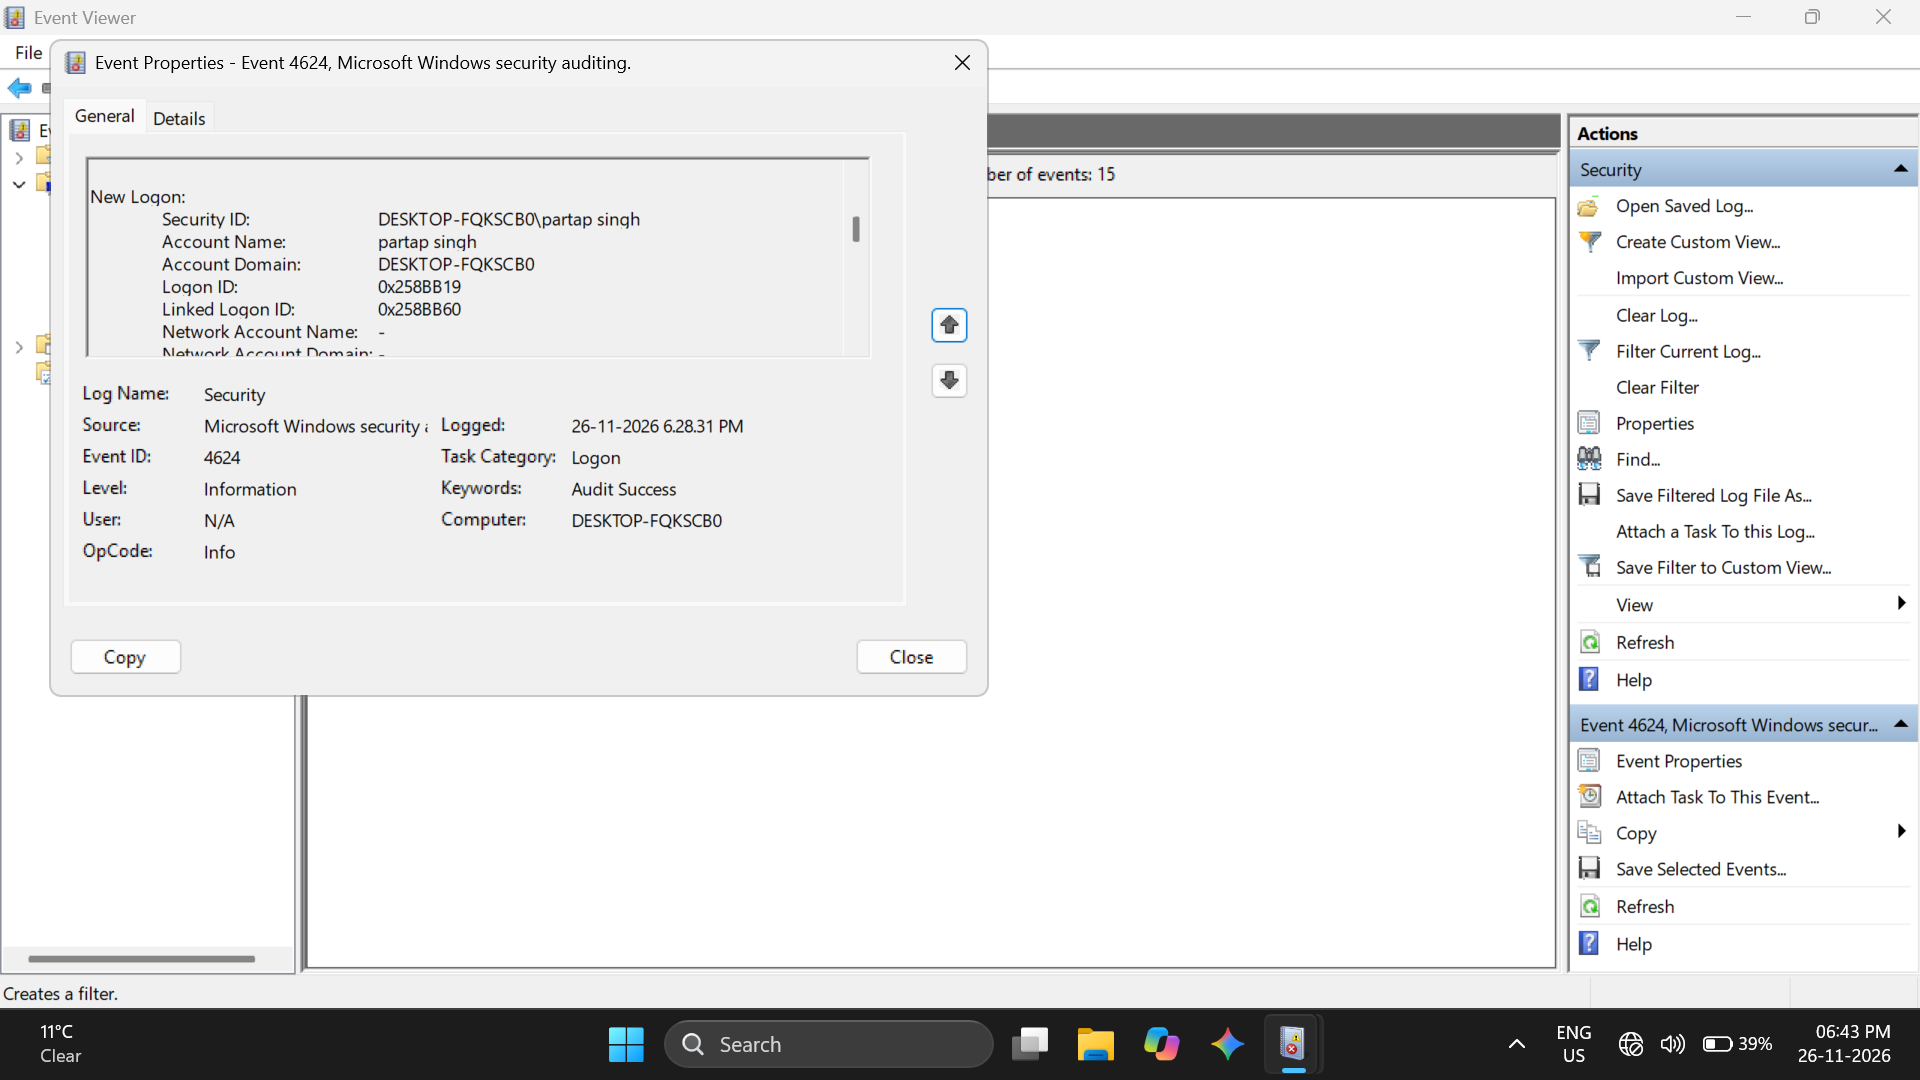 Event Viewer
File
Event Properties - Event 4624, Microsoft Windows security auditing.
General
Details
New Logon:
Security ID: DESKTOP-FQKSCB0\partap singh
Account Name: partap singh
Account Domain: DESKTOP-FQKSCB0
Logon ID: 0x258BB19
Linked Logon ID: 0x258BB60
Network Account Name: -
Network Account Domain: -
Log Name: Security
Source: Microsoft Windows security
Logged: 26-11-2026 6.28.31 PM
Event ID: 4624
Task Category: Logon
Level: Information
Keywords: Audit Success
User: N/A
Computer: DESKTOP-FQKSCB0
OpCode: Info
Copy
Close
ber of events: 15
Actions
Security
Open Saved Log...
Create Custom View...
Import Custom View...
Clear Log...
Filter Current Log...
Clear Filter
Properties
Find...
Save Filtered Log File As...
Attach a Task To this Log...
Save Filter to Custom View...
View
Refresh
Help
Event 4624, Microsoft Windows secur...
Event Properties
Attach Task To This Event...
Copy
Save Selected Events...
Refresh
Help
Creates a filter.
11°C
Clear
Search
ENG
US
39%
06:43 PM
26-11-2026